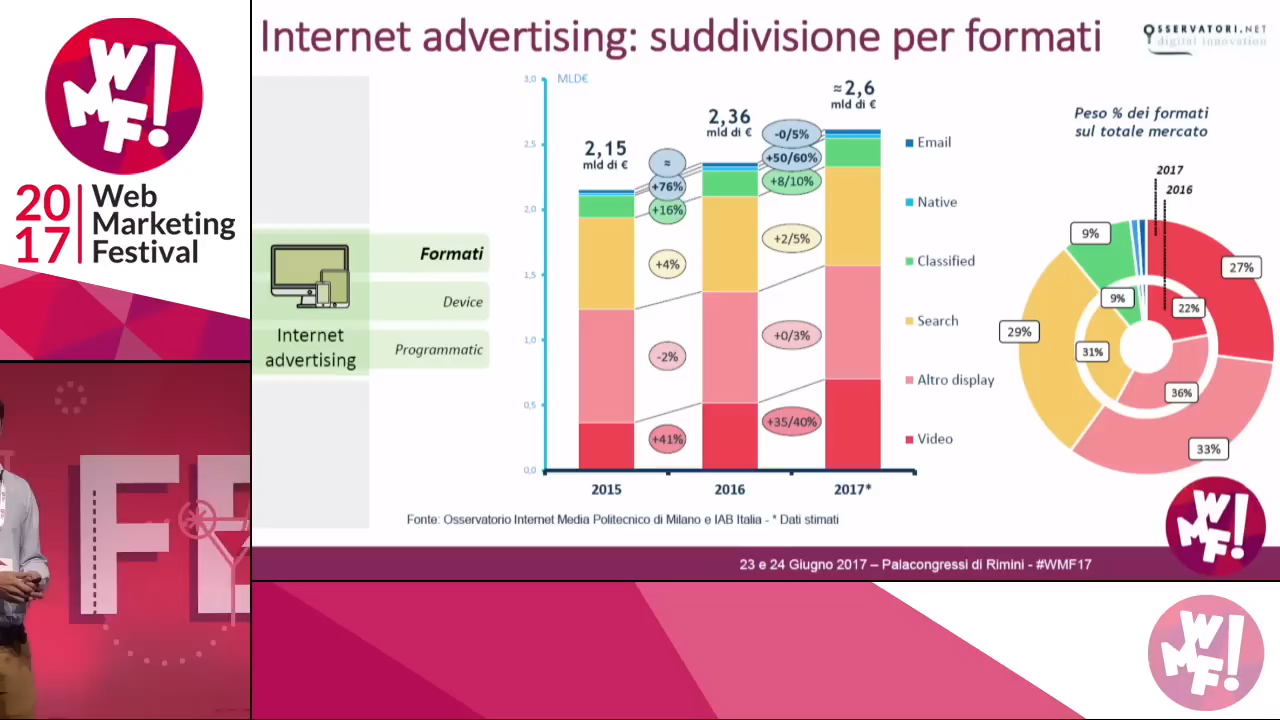 WMF!
20
17
Web
Marketing
Festival
Internet advertising: suddivisione per formati
OSSERVATORI.NET
digital innovation
Formati
Device
Programmatic
Internet
advertising
MLD€
3,0
2,5
2,0
1,5
1,0
0,5
0,0
2,15
mld di €
2,36
mld di €
≈2,6
mld di €
≈
+76%
+16%
+4%
-2%
+41%
-0/5%
+50/60%
+8/10%
+2/5%
+0/3%
+35/40%
2015
2016
2017*
Email
Native
Classified
Search
Altro display
Video
Peso % dei formati
sul totale mercato
2017
2016
9%
27%
9%
22%
29%
31%
36%
33%
Fonte: Osservatorio Internet Media Politecnico di Milano e IAB Italia - * Dati stimati
WMF!
23 e 24 Giugno 2017 – Palacongressi di Rimini - #WMF17
FE
WMF!